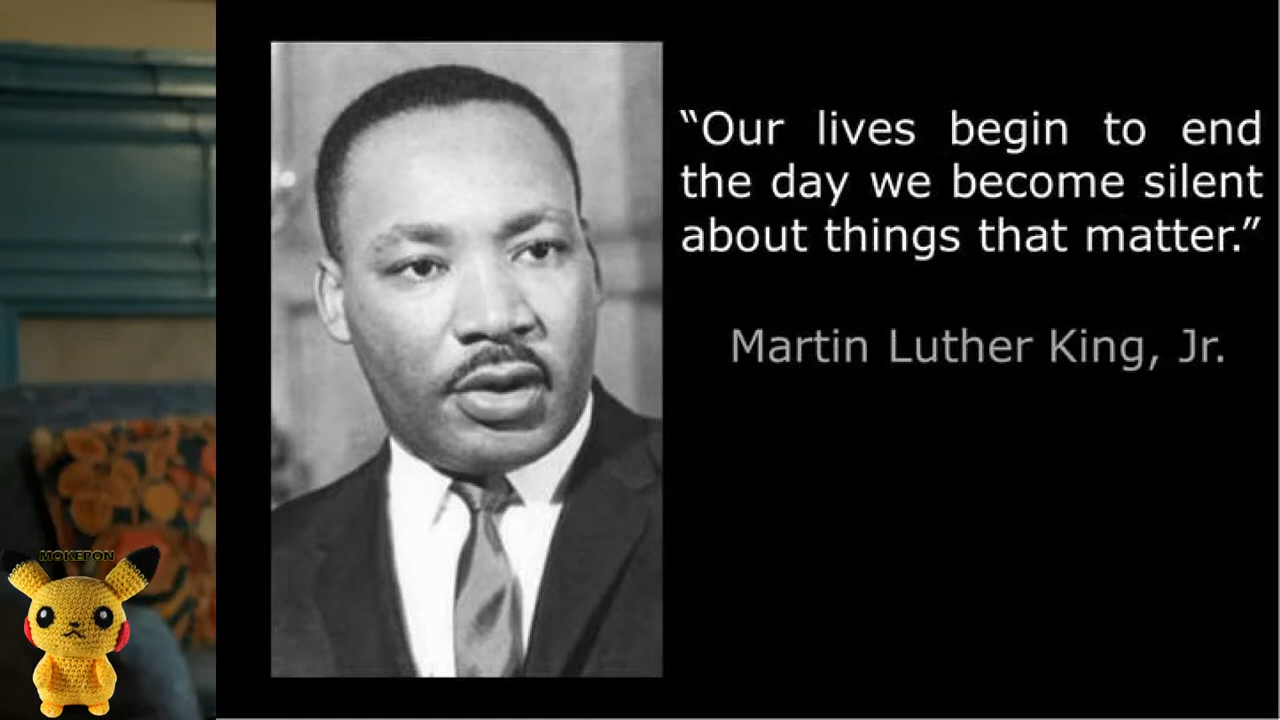 “Our lives begin to end
the day we become silent
about things that matter.”
Martin Luther King, Jr.
MOKEPON